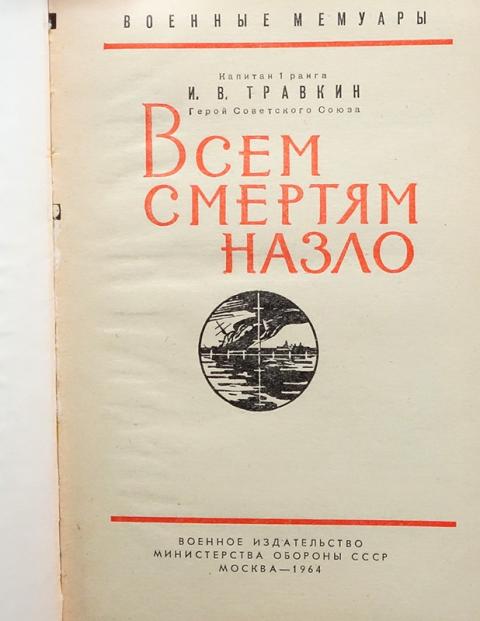 ВОЕННЫЕ МЕМУАРЫ
Капитан 1 ранга
И. В. ТРАВКИН
Герой Советского Союза
ВСЕМ
СМЕРТЯМ
НАЗЛО
ВОЕННОЕ ИЗДАТЕЛЬСТВО
МИНИСТЕРСТВА ОБОРОНЫ СССР
МОСКВА—1964